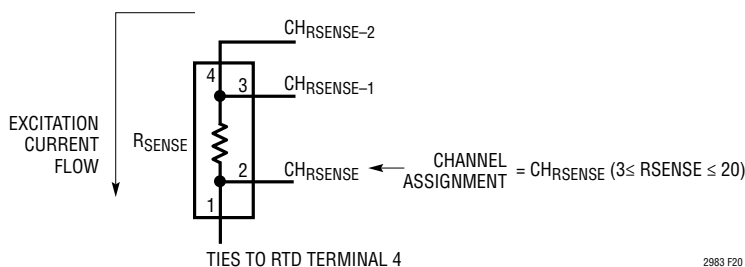 CHRSENSE–2
4
3
CHRSENSE–1
EXCITATION
CURRENT
FLOW
RSENSE
2
CHRSENSE
CHANNEL
ASSIGNMENT
= CHRSENSE (3≤ RSENSE ≤ 20)
1
TIES TO RTD TERMINAL 4
2983 F20